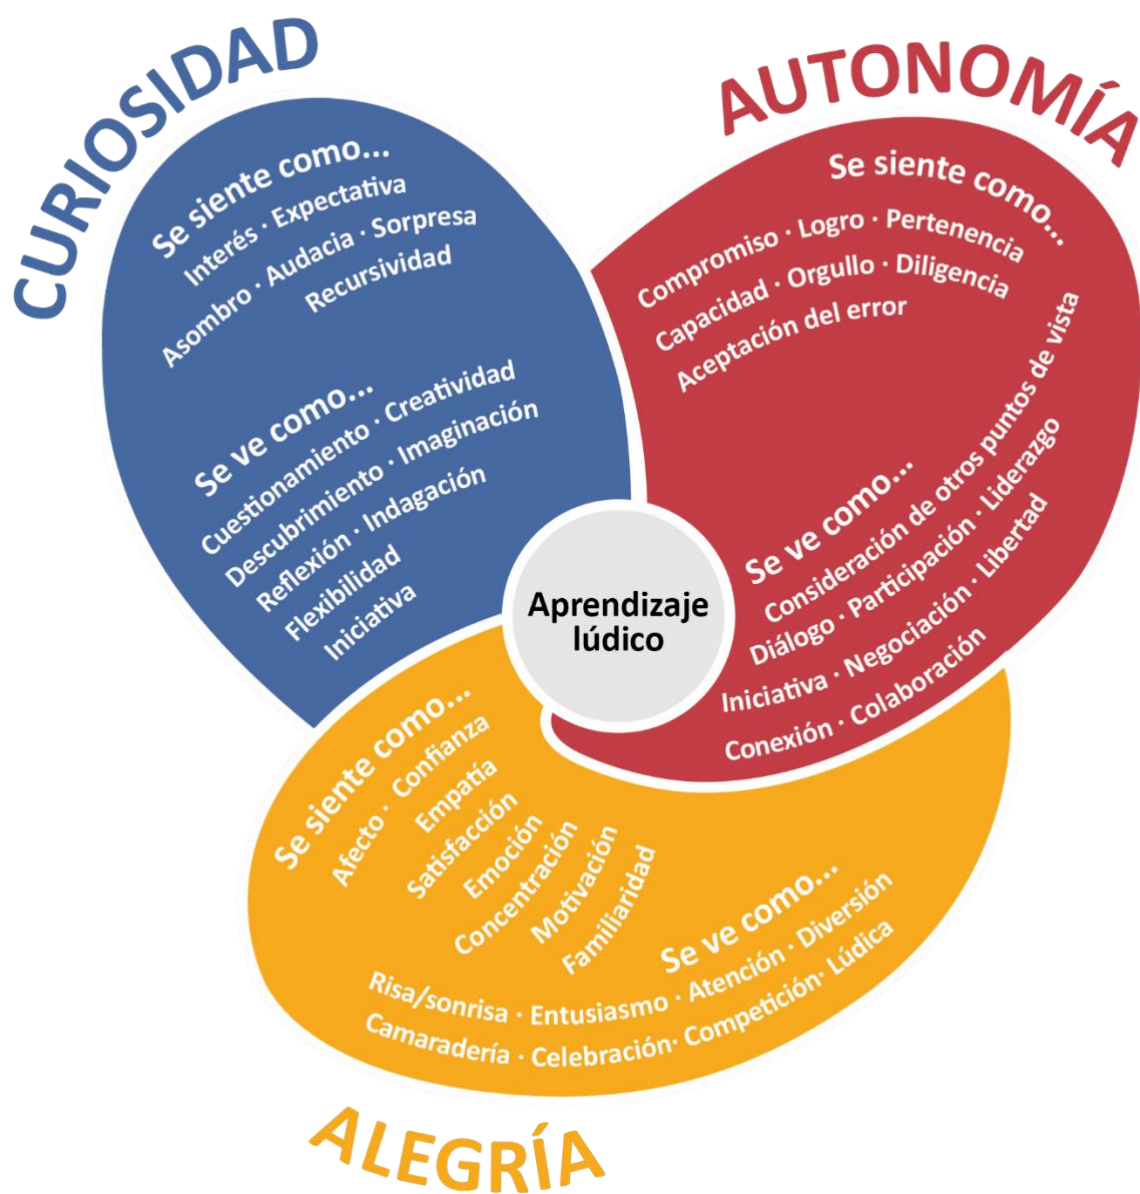 CURIOSIDAD
Se siente como...
Interés · Expectativa
Asombro · Audacia · Sorpresa
Recursividad
Se ve como...
Cuestionamiento · Creatividad
Descubrimiento · Imaginación
Reflexión · Indagación
Flexibilidad
Iniciativa
AUTONOMÍA
Se siente como...
Compromiso · Logro · Pertenencia
Capacidad · Orgullo · Diligencia
Aceptación del error
Se ve como...
Consideración de otros puntos de vista
Diálogo · Participación · Liderazgo
Iniciativa · Negociación · Libertad
Conexión · Colaboración
Aprendizaje
lúdico
Se siente como...
Afecto · Confianza
Empatía
Satisfacción
Emoción
Concentración
Motivación
Familiaridad
Se ve como...
Risa/sonrisa · Entusiasmo · Atención · Diversión
Camaradería · Celebración· Competición· Lúdica
ALEGRÍA